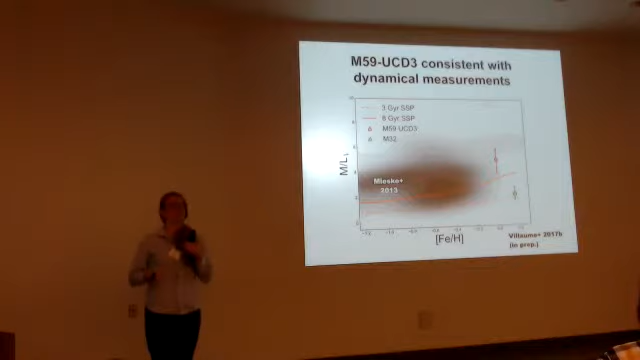 M59-UCD3 consistent with
dynamical measurements
3 Gyr SSP
8 Gyr SSP
M59-UCD3
M32
M/L
Mieske+
2013
[Fe/H]
Villaume+ 2017b
(in prep.)